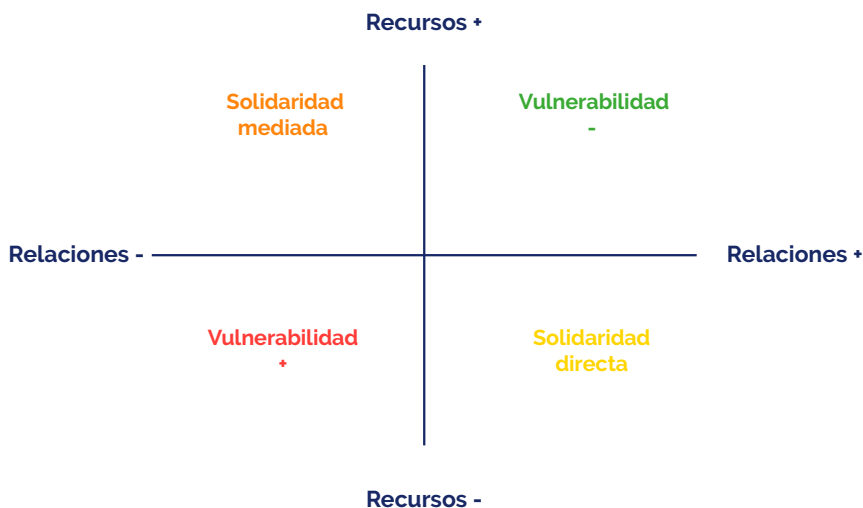 Recursos +
Solidaridad
mediada
Vulnerabilidad
-
Relaciones -
Relaciones +
Vulnerabilidad
+
Solidaridad
directa
Recursos -